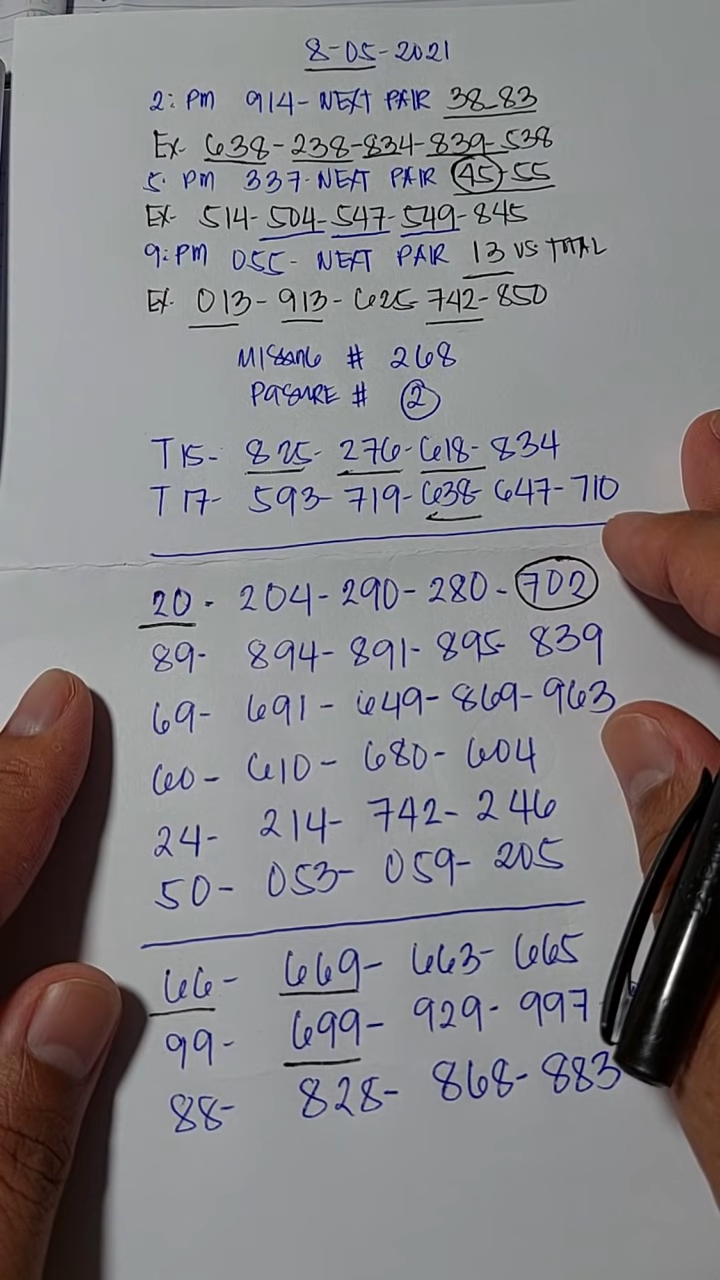 8-05-2021
2: PM 914- NEXT PAIR 38-83
EX- 638-238-834-839-538
5: PM 337-NEXT PAIR 45-55
EX- 514-504-547-549-845
9:PM 055- NEXT PAIR 13 VS TOTAL
EX- 013-913-625-742-850
MISSANG # 268
PASURE # 2
T15- 825-276-618-834
T17- 593-719-638-647-710
20- 204-290-280-702
89- 894-891-895-839
69- 691-649-869-963
60- 610-680-604
24- 214-742-246
50- 053-059-205
66- 669-663-665
99- 699-929-997
88- 828-868-883